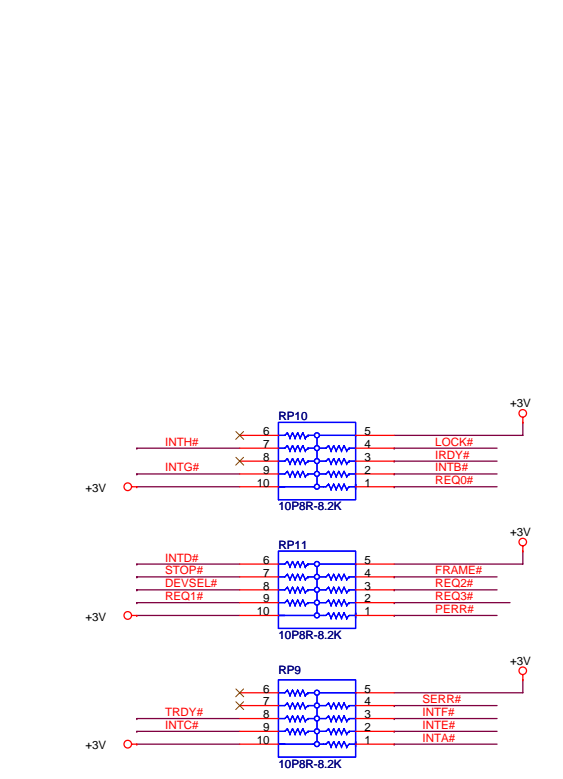 +3V
RP10
6 5
INTH# 7 4 LOCK#
8 3 IRDY#
INTG# 9 2 INTB#
+3V 10 1 REQ0#
10P8R-8.2K
+3V
RP11
INTD# 6 5
STOP# 7 4 FRAME#
DEVSEL# 8 3 REQ2#
REQ1# 9 2 REQ3#
+3V 10 1 PERR#
10P8R-8.2K
+3V
RP9
6 5
7 4 SERR#
TRDY# 8 3 INTF#
INTC# 9 2 INTE#
+3V 10 1 INTA#
10P8R-8.2K